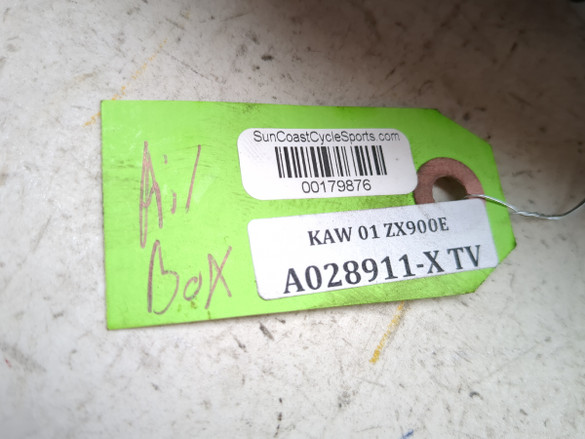 Air
Box
SunCoastCycleSports.com
00179876
KAW 01 ZX900E
A028911-X TV